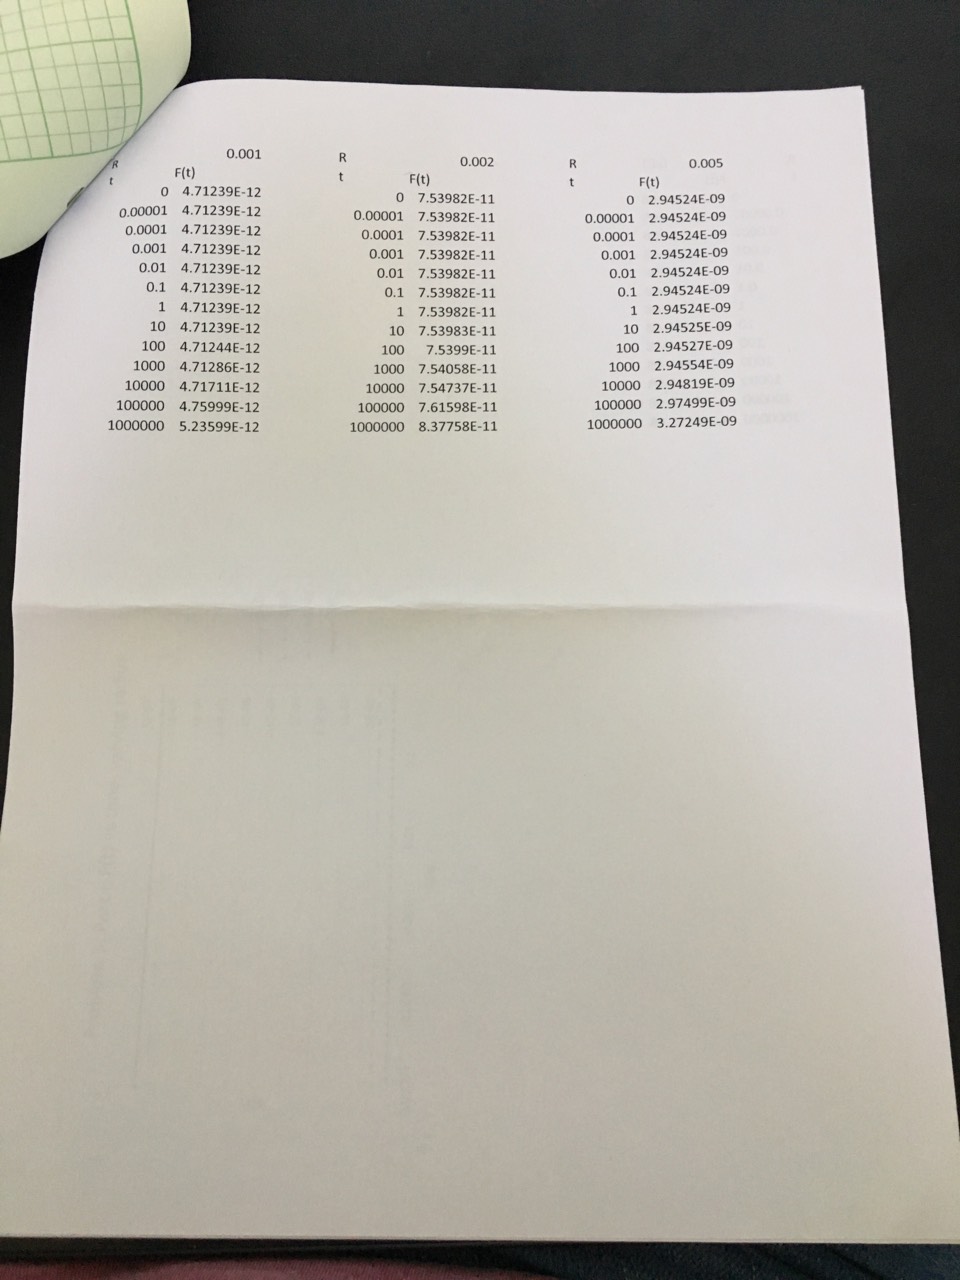 R 0.001 R 0.002 R 0.005
t F(t) t F(t) t F(t)
0 4.71239E-12 0 7.53982E-11 0 2.94524E-09
0.00001 4.71239E-12 0.00001 7.53982E-11 0.00001 2.94524E-09
0.0001 4.71239E-12 0.0001 7.53982E-11 0.0001 2.94524E-09
0.001 4.71239E-12 0.001 7.53982E-11 0.001 2.94524E-09
0.01 4.71239E-12 0.01 7.53982E-11 0.01 2.94524E-09
0.1 4.71239E-12 0.1 7.53982E-11 0.1 2.94524E-09
1 4.71239E-12 1 7.53982E-11 1 2.94524E-09
10 4.71239E-12 10 7.53983E-11 10 2.94525E-09
100 4.71244E-12 100 7.5399E-11 100 2.94527E-09
1000 4.71286E-12 1000 7.54058E-11 1000 2.94554E-09
10000 4.71711E-12 10000 7.54737E-11 10000 2.94819E-09
100000 4.75999E-12 100000 7.61598E-11 100000 2.97499E-09
1000000 5.23599E-12 1000000 8.37758E-11 1000000 3.27249E-09